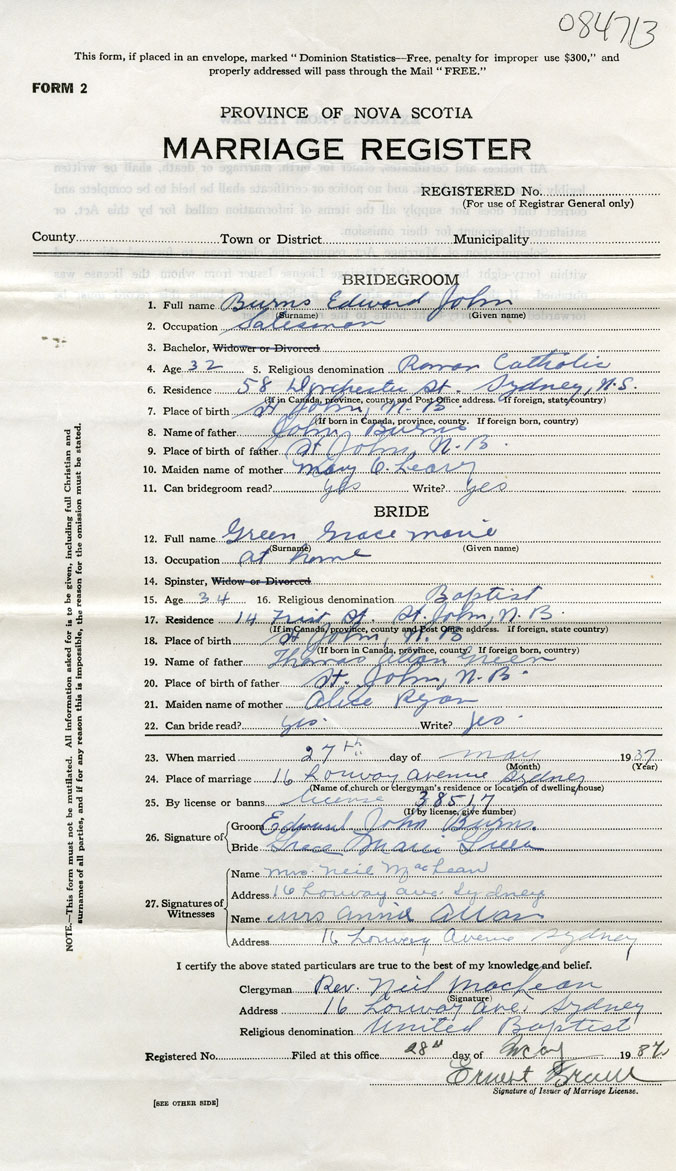 084713
This form, if placed in an envelope, marked "Dominion Statistics—Free, penalty for improper use $300," and
properly addressed will pass through the Mail "FREE."
FORM 2
PROVINCE OF NOVA SCOTIA
MARRIAGE REGISTER
REGISTERED No.
(For use of Registrar General only)
County Town or District Municipality
BRIDEGROOM
1. Full name Burns Edward John
(Surname) (Given name)
2. Occupation Salesman
3. Bachelor, Widower or Divorced
4. Age 32 5. Religious denomination Roman Catholic
6. Residence 58 Dorchester St. Sydney, N.S.
(If in Canada, province, county and Post Office address. If foreign, state country)
7. Place of birth St John, N.B.
(If born in Canada, province, county. If foreign born, country)
8. Name of father John Burns
9. Place of birth of father St John, N.B.
10. Maiden name of mother Mary O'Leary
11. Can bridegroom read? yes Write? yes
BRIDE
12. Full name Green Grace Marie
(Surname) (Given name)
13. Occupation at home
14. Spinster, Widow or Divorced
15. Age 34 16. Religious denomination Baptist
17. Residence 14 St. St. John, N.B.
(If in Canada, province, county and Post Office address. If foreign, state country)
18. Place of birth St John, N.B
(If born in Canada, province, county. If foreign born, country)
19. Name of father Thomas Green
20. Place of birth of father St. John, N.B.
21. Maiden name of mother Alice Ryan
22. Can bride read? yes. Write? yes.
23. When married 27th day of May 1937
(Month) (Year)
24. Place of marriage 16 Lorway Avenue Sydney
(Name of church or clergyman's residence or location of dwelling house)
25. By license or banns license 38517
(If by license, give number)
26. Signature of
Groom Edward John Burns.
Bride Grace Marie Green
27. Signatures of Witnesses
Name Mrs. Neil MacLean
Address 16 Lorway Ave. Sydney
Name Mrs Annie Allan
Address 16 Lorway Avenue Sydney
I certify the above stated particulars are true to the best of my knowledge and belief.
Clergyman Rev. Neil MacLean
(Signature)
Address 16 Lorway Ave. Sydney
Religious denomination United Baptist
Registered No. Filed at this office 28th day of May 1937
Ernest
Signature of Issuer of Marriage License.
[SEE OTHER SIDE]
NOTE.—This form must not be mutilated. All information asked for is to be given, including full Christian and
surnames of all parties, and if for any reason this is impossible, the reason for the omission must be stated.